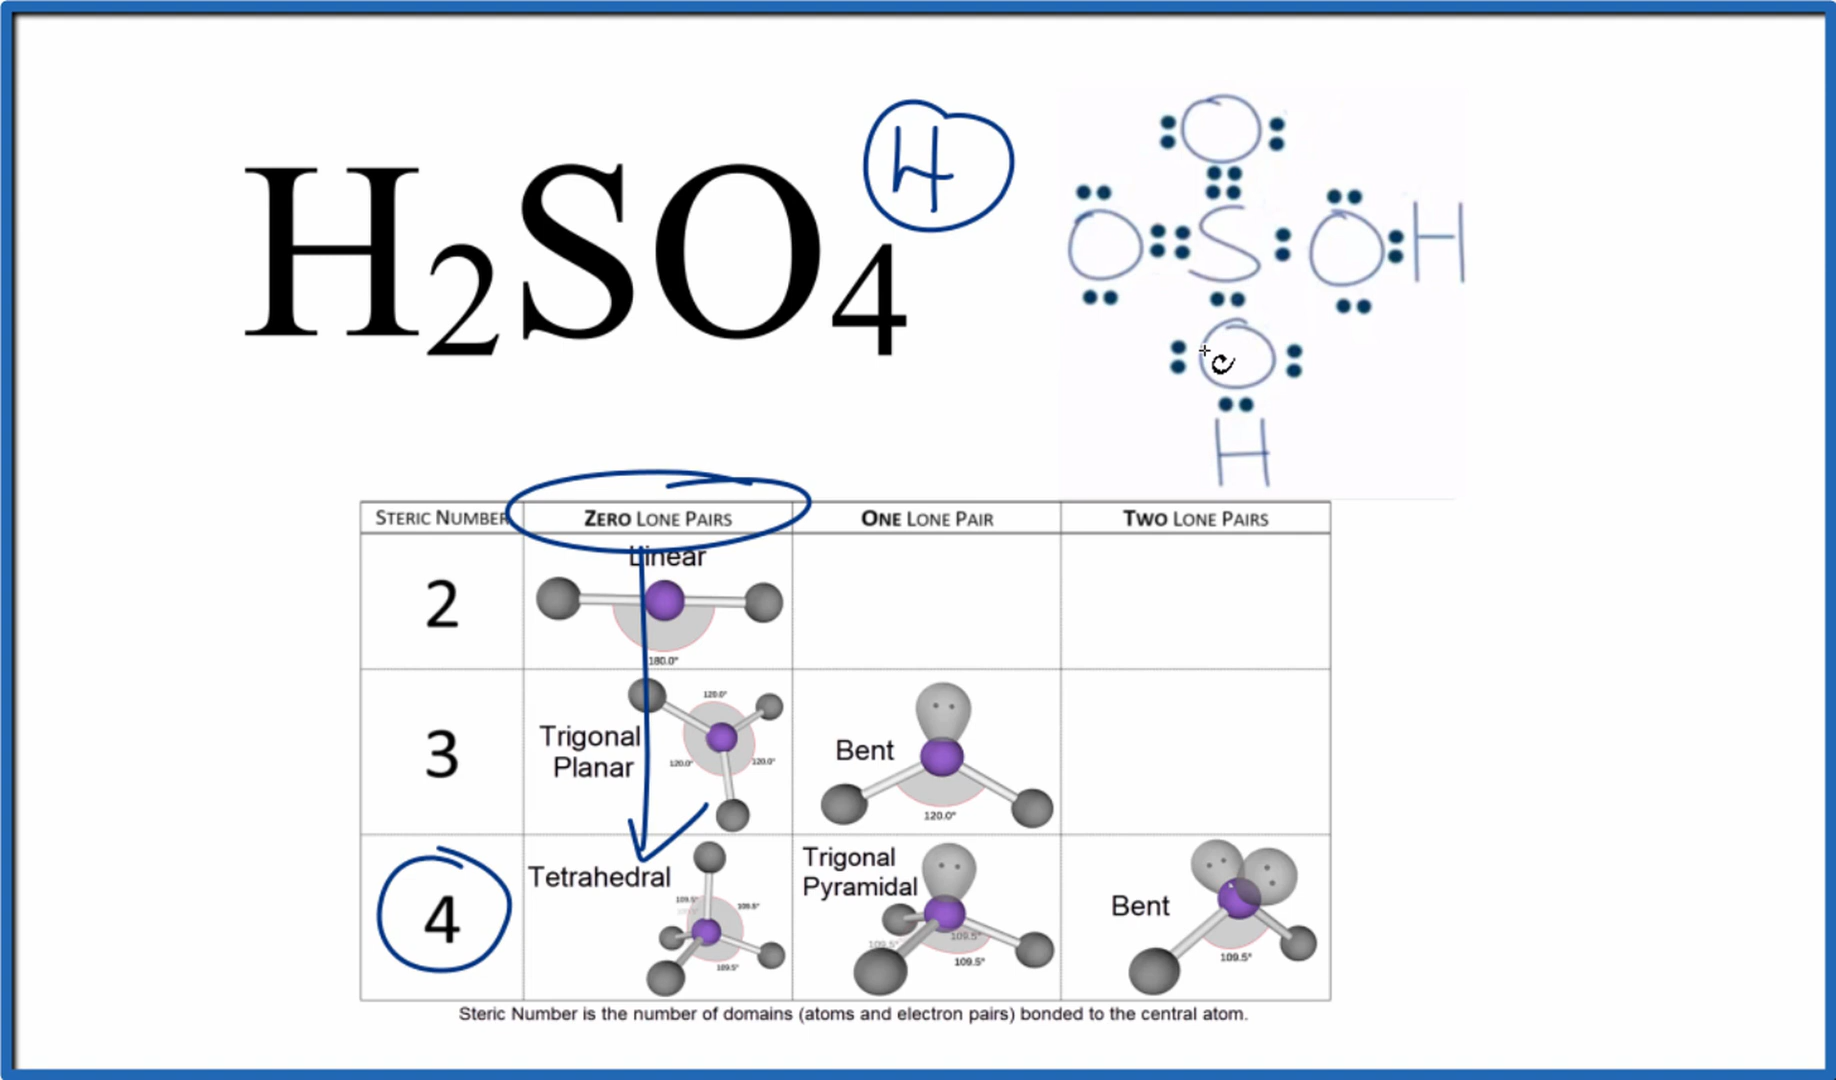 H2SO4
4
O
O S O H
O
H
STERIC NUMBER ZERO LONE PAIRS ONE LONE PAIR TWO LONE PAIRS
2
Linear
180.0°
3
Trigonal
Planar
120.0°
120.0°
120.0°
Bent
120.0°
4
Tetrahedral
109.5°
109.5°
109.5°
Trigonal
Pyramidal
109.5°
109.5°
109.5°
Bent
109.5°
Steric Number is the number of domains (atoms and electron pairs) bonded to the central atom.